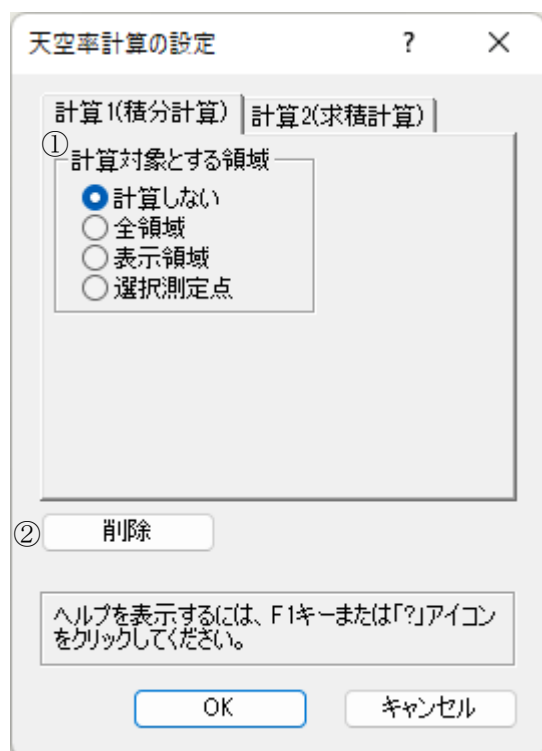 天空率計算の設定 ? ×
計算1(積分計算) 計算2(求積計算)
①
計算対象とする領域
計算しない
全領域
表示領域
選択測定点
② 削除
ヘルプを表示するには、F1キーまたは「?」アイコン
をクリックしてください。
OK キャンセル